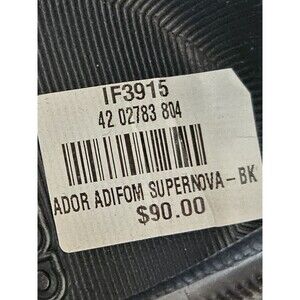 IF3915
42 02783 804
ADOR ADIFOM SUPERNOVA-BK
$90.00